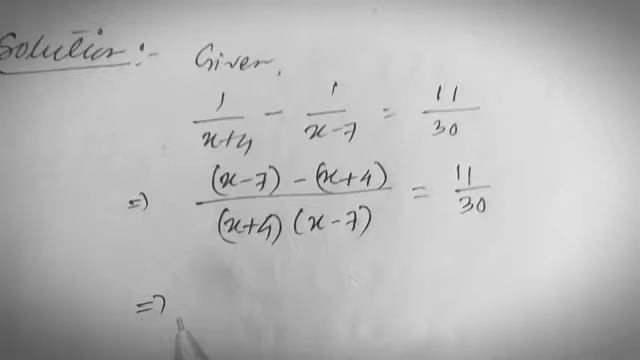 Solution :- Given,
1/(x+4) - 1/(x-7) = 11/30
=> ((x-7) - (x+4))/((x+4)(x-7)) = 11/30
=>